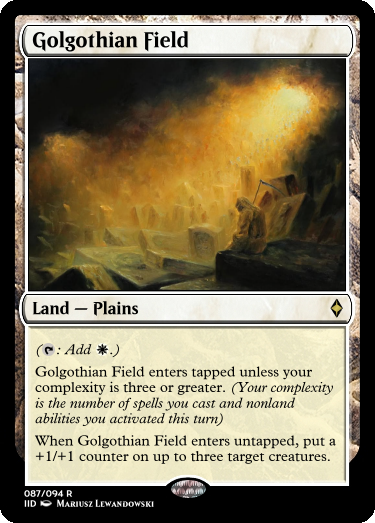 Golgothian Field
Land — Plains
(: Add .)
Golgothian Field enters tapped unless your
complexity is three or greater. (Your complexity
is the number of spells you cast and nonland
abilities you activated this turn)
When Golgothian Field enters untapped, put a
+1/+1 counter on up to three target creatures.
087/094 R
IID Mariusz Lewandowski